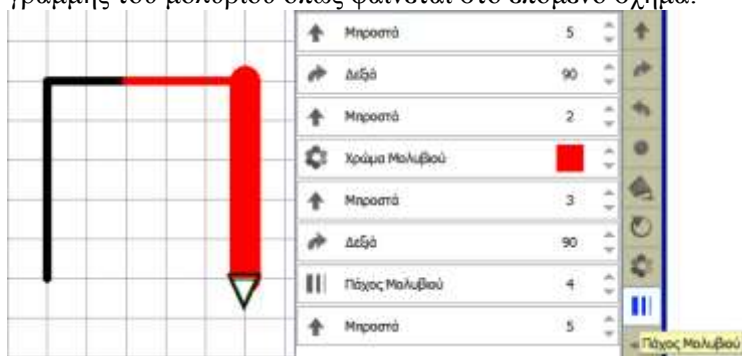 γραμμής του μολυβιού όπως φαίνεται στο επόμενο σχήμα.
Μπροστά 5
Δεξιά 90
Μπροστά 2
Χρώμα Μολυβιού
Μπροστά 3
Δεξιά 90
Πάχος Μολυβιού 4
Μπροστά 5
Πάχος Μολυβιού